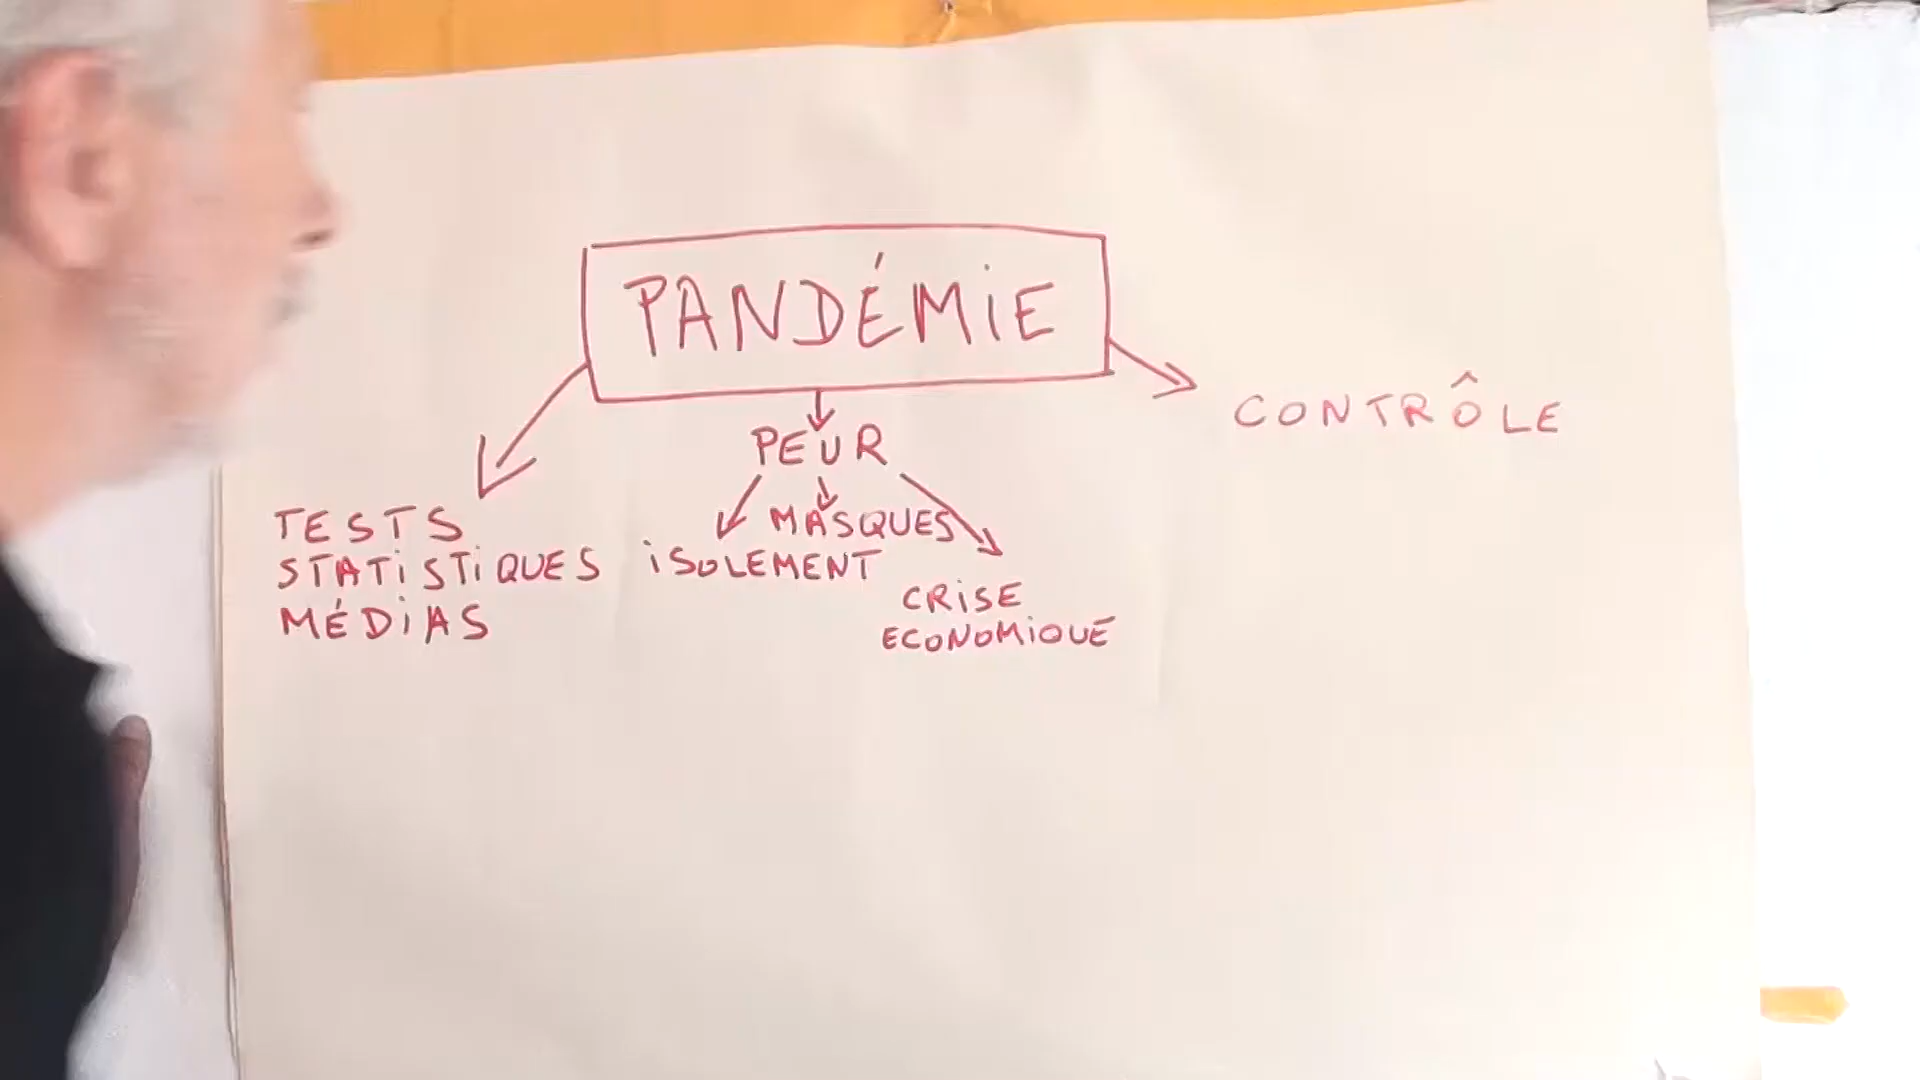 PANDÉMiE
CONTRÔLE
PEUR
TESTS
STATiSTiQUES
MÉDiAS
MASQUES
iSOLEMENT
CRiSE
ECONOMiQUE